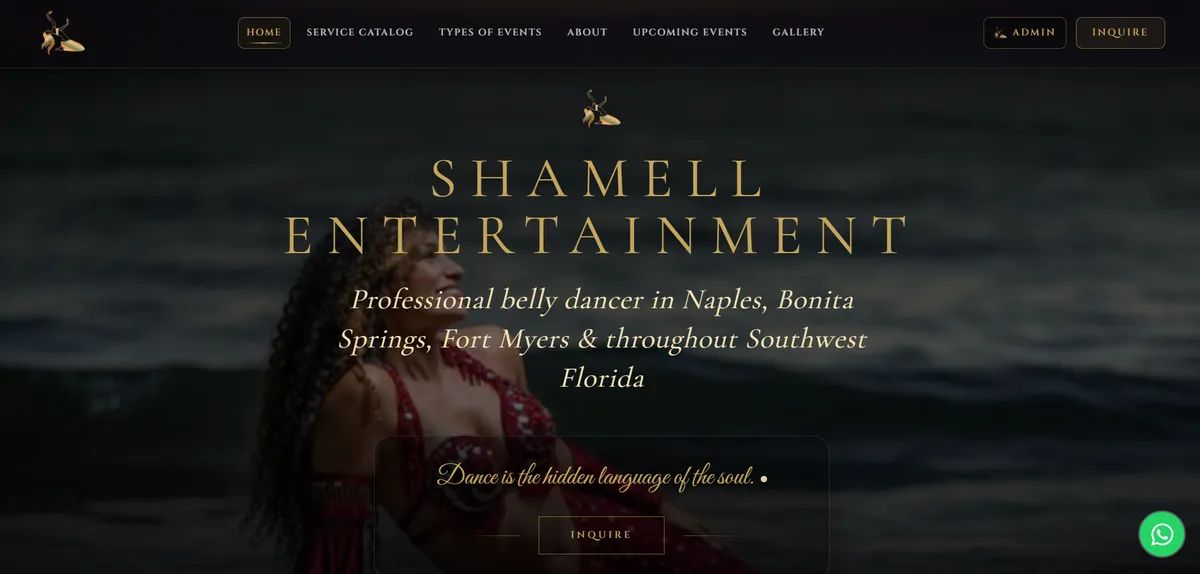 HOME
SERVICE CATALOG
TYPES OF EVENTS
ABOUT
UPCOMING EVENTS
GALLERY
ADMIN
INQUIRE
SHAMELL
ENTERTAINMENT
Professional belly dancer in Naples, Bonita
Springs, Fort Myers & throughout Southwest
Florida
Dance is the hidden language of the soul.
INQUIRE